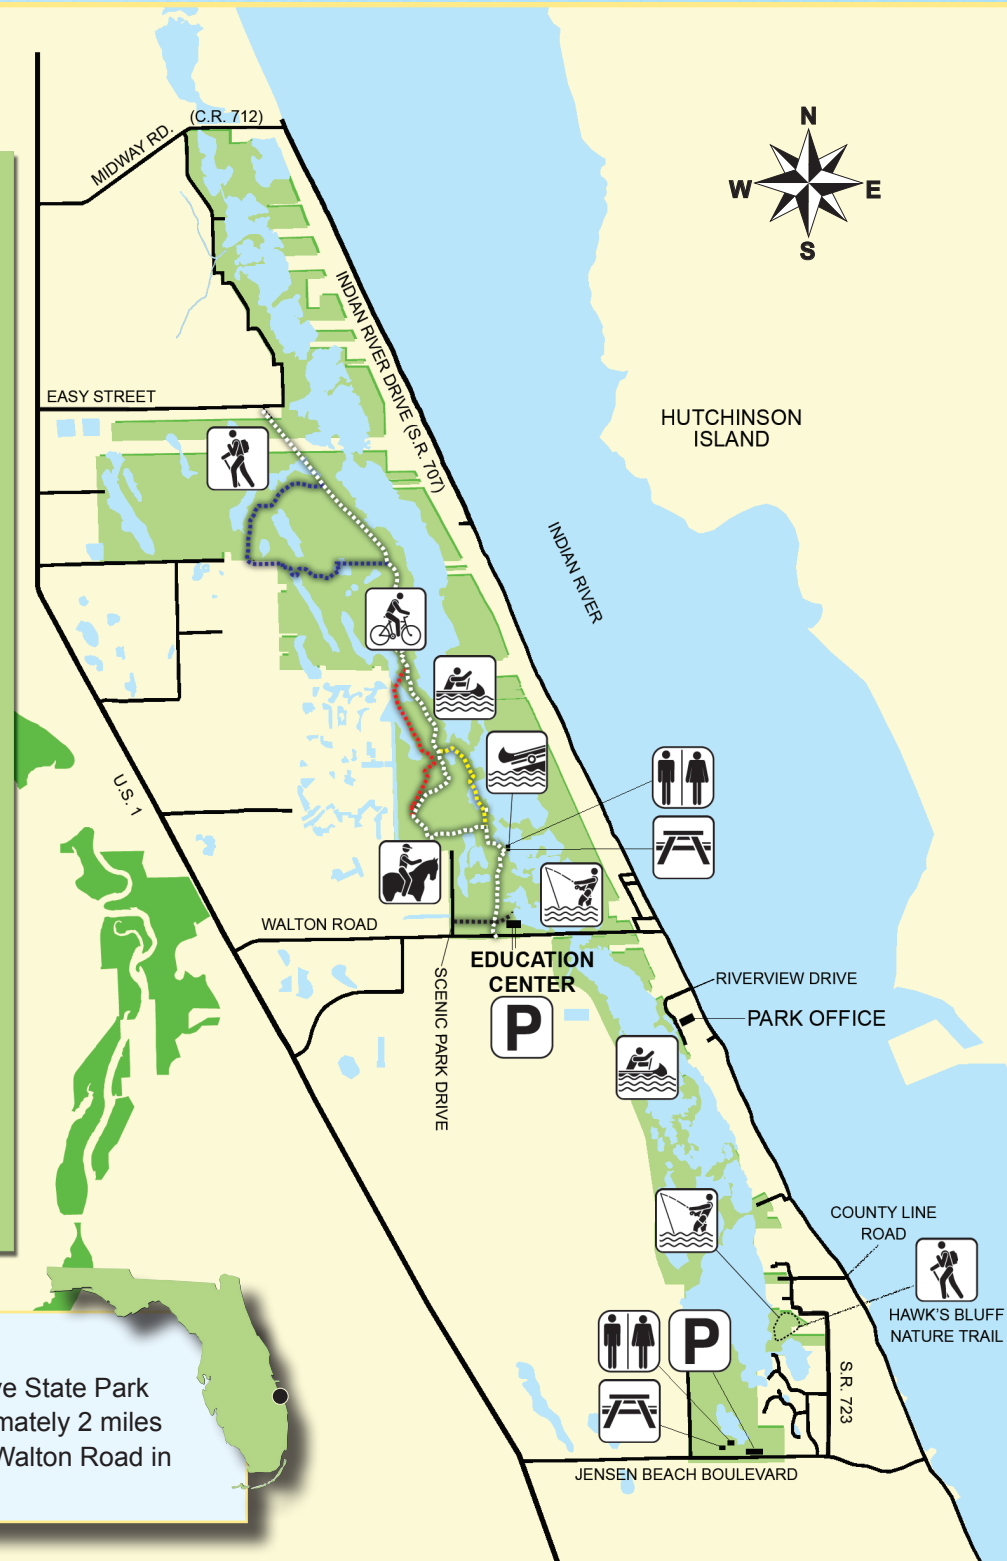 (C.R. 712)
MIDWAY RD.
N
W
E
S
INDIAN RIVER DRIVE (S.R. 707)
EASY STREET
HUTCHINSON
ISLAND
INDIAN RIVER
U.S. 1
WALTON ROAD
EDUCATION
CENTER
P
SCENIC PARK DRIVE
RIVERVIEW DRIVE
PARK OFFICE
COUNTY LINE
ROAD
HAWK'S BLUFF
NATURE TRAIL
P
S.R. 723
JENSEN BEACH BOULEVARD
ve State Park
mately 2 miles
Walton Road in